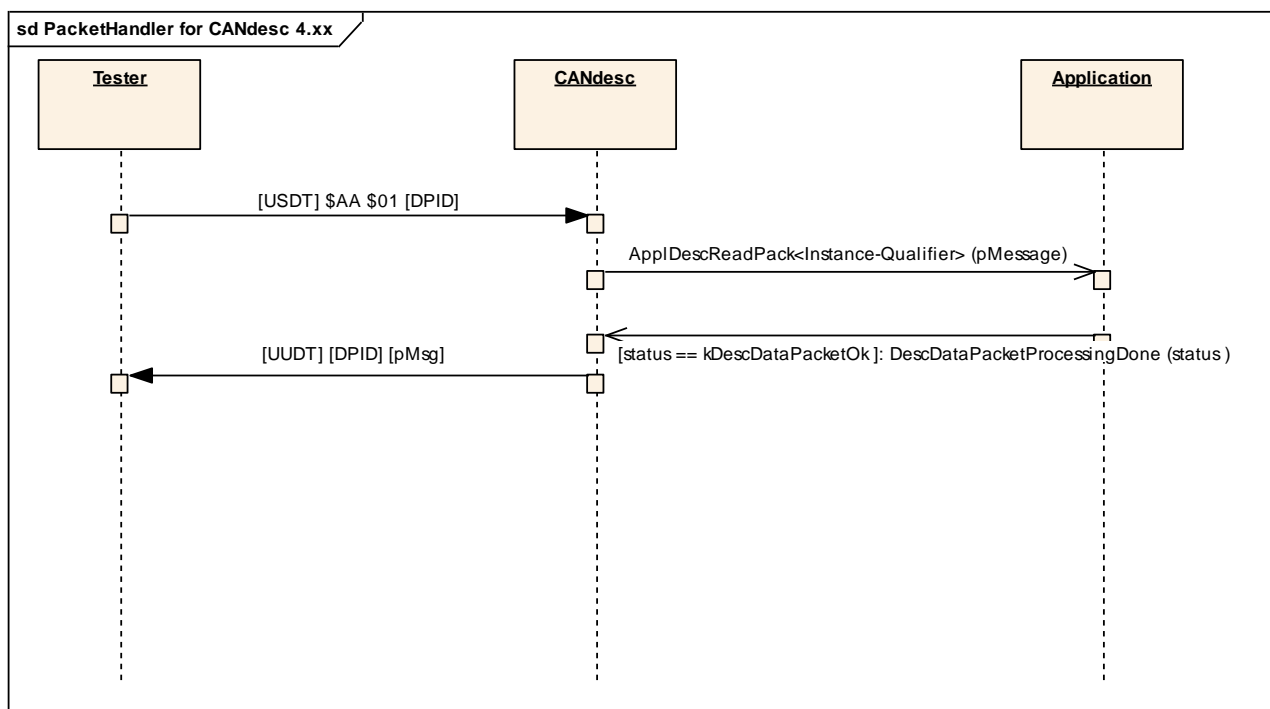 sd PacketHandler for CANdesc 4.xx
Tester
CANdesc
Application
[USDT] $AA $01 [DPID]
ApplDescReadPack<Instance-Qualifier> (pMessage)
[status == kDescDataPacketOk]: DescDataPacketProcessingDone (status)
[UUDT] [DPID] [pMsg]